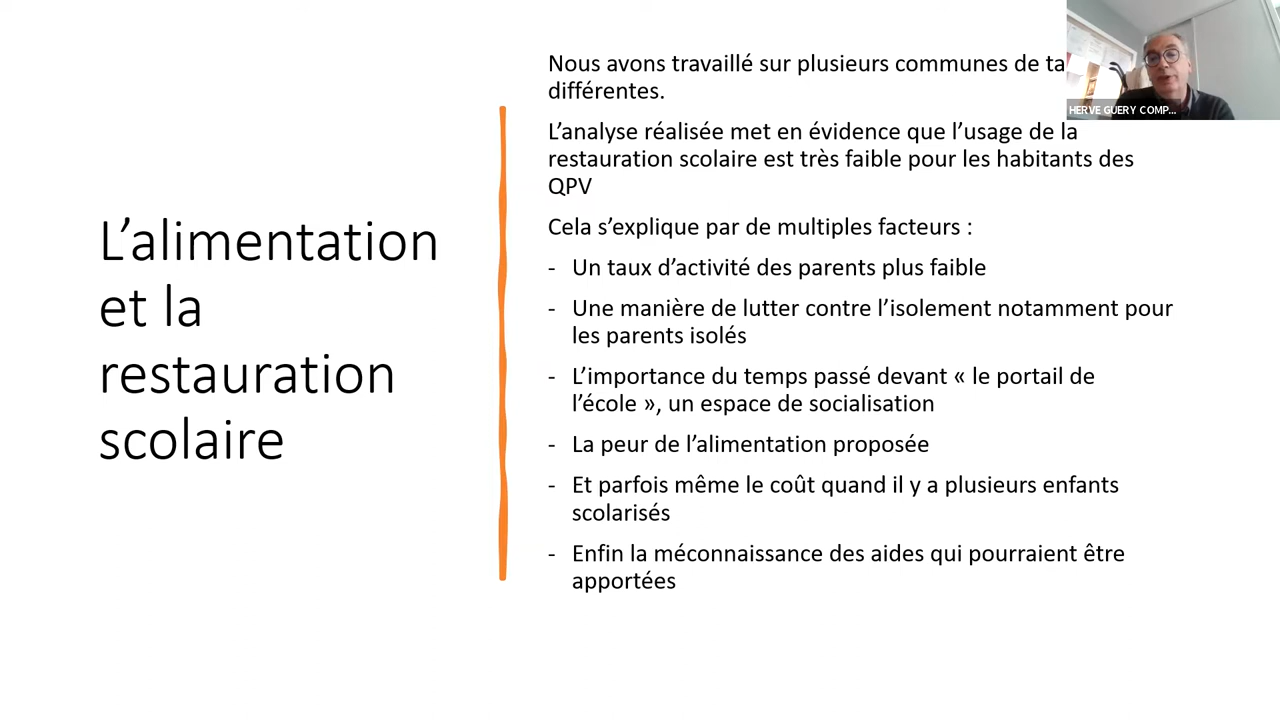 L’alimentation
et la
restauration
scolaire
Nous avons travaillé sur plusieurs communes de
différentes.
L’analyse réalisée met en évidence que l’usage de la
restauration scolaire est très faible pour les habitants des
QPV
Cela s’explique par de multiples facteurs :
- Un taux d’activité des parents plus faible
- Une manière de lutter contre l’isolement notamment pour
les parents isolés
- L’importance du temps passé devant « le portail de
l’école », un espace de socialisation
- La peur de l’alimentation proposée
- Et parfois même le coût quand il y a plusieurs enfants
scolarisés
- Enfin la méconnaissance des aides qui pourraient être
apportées
HERVE GUERY COMP...